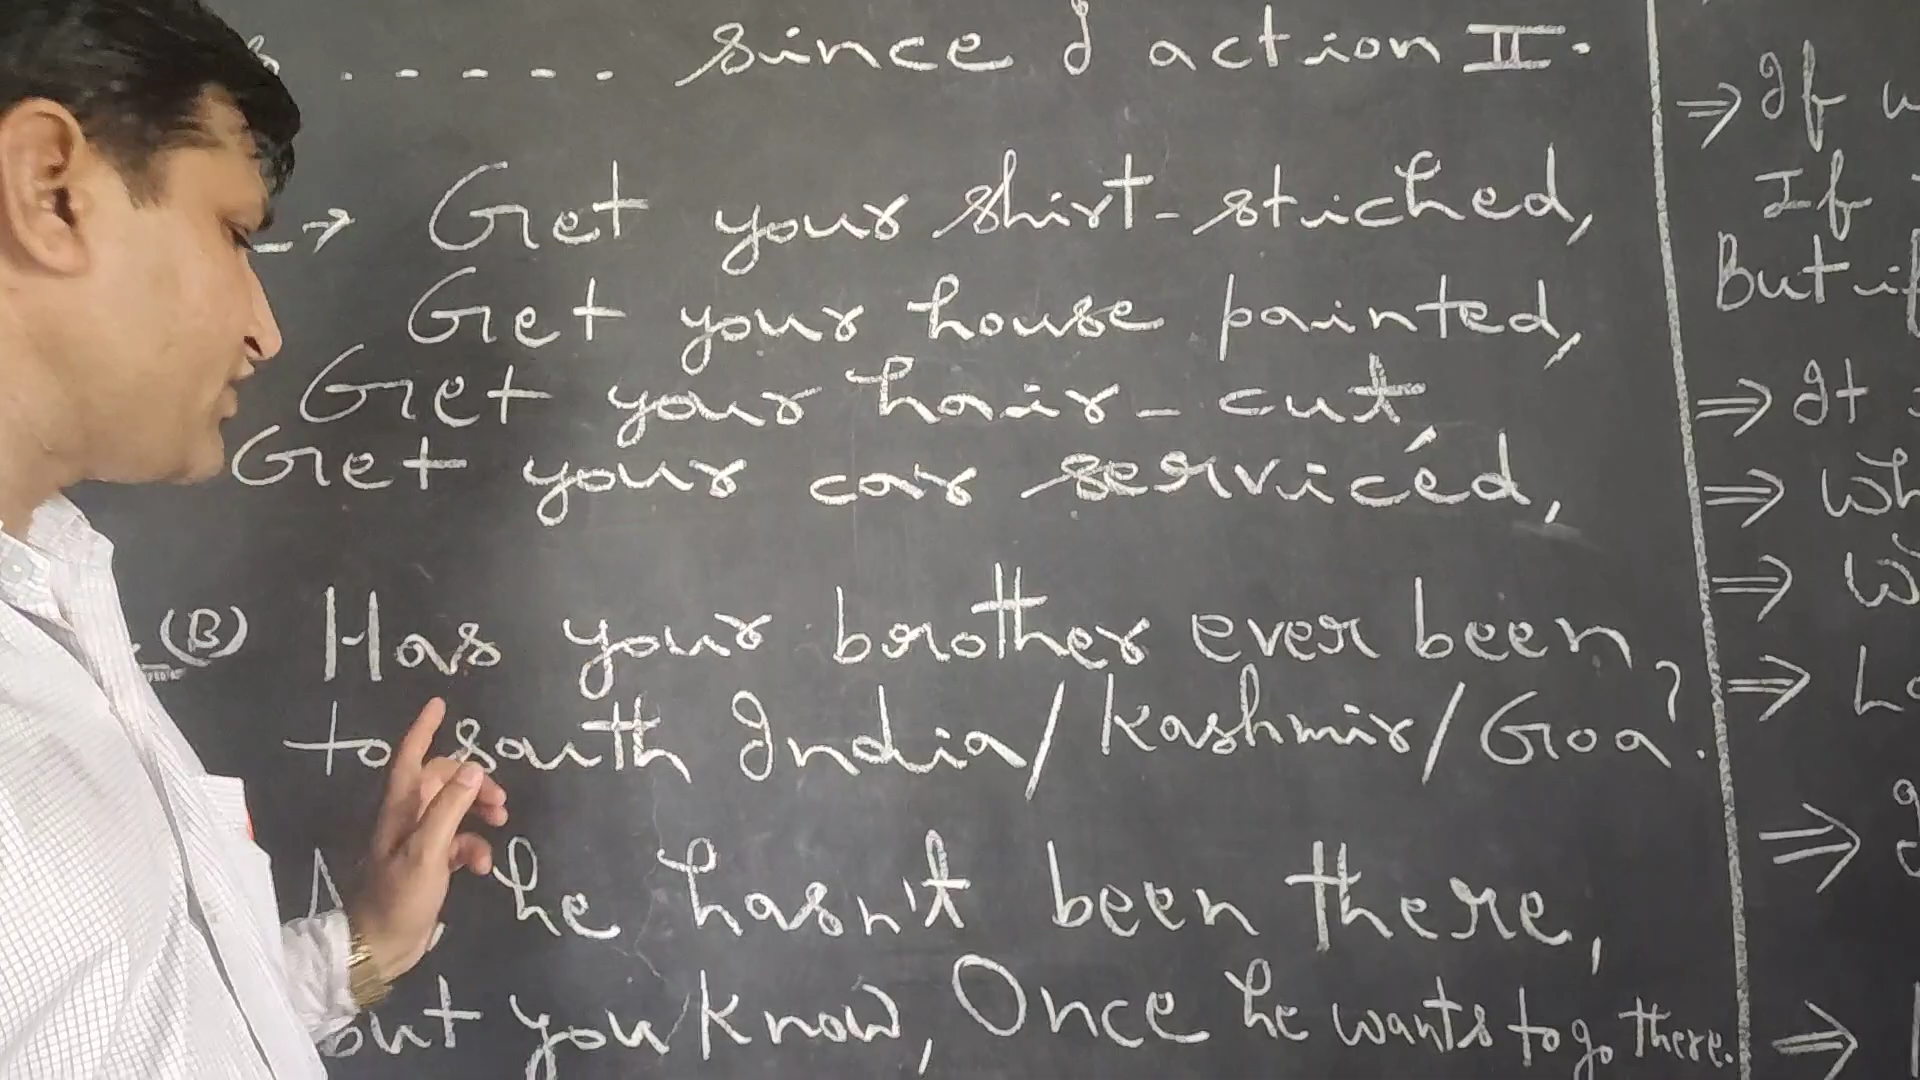 ..... since I action II.
→ Get your shirt-stiched,
Get your house painted,
Get your hair-cut
Get your car serviced,
(B) Has your brother ever been
to south India/Kashmir/Goa?
he hasn't been there,
but you know, Once he wants to go there.
⇒ If
If
But if
⇒ It
⇒
⇒
⇒
⇒
⇒